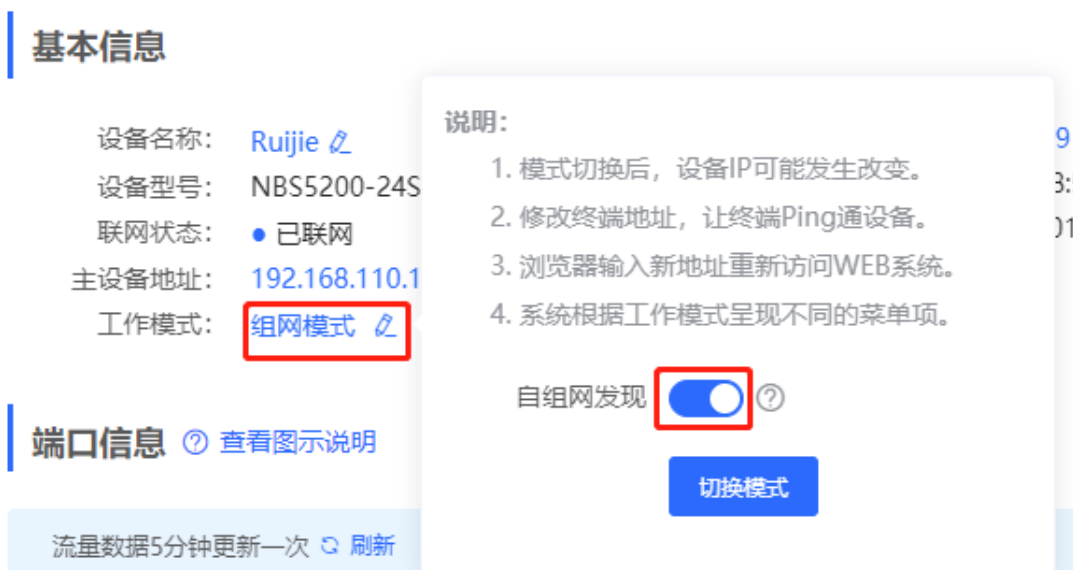 基本信息
设备名称： Ruijie
设备型号： NBS5200-24S
联网状态： 已联网
主设备地址： 192.168.110.1
工作模式： 组网模式
说明：
1. 模式切换后，设备IP可能发生改变。
2. 修改终端地址，让终端Ping通设备。
3. 浏览器输入新地址重新访问WEB系统。
4. 系统根据工作模式呈现不同的菜单项。
自组网发现
切换模式
端口信息 查看图示说明
流量数据5分钟更新一次 刷新